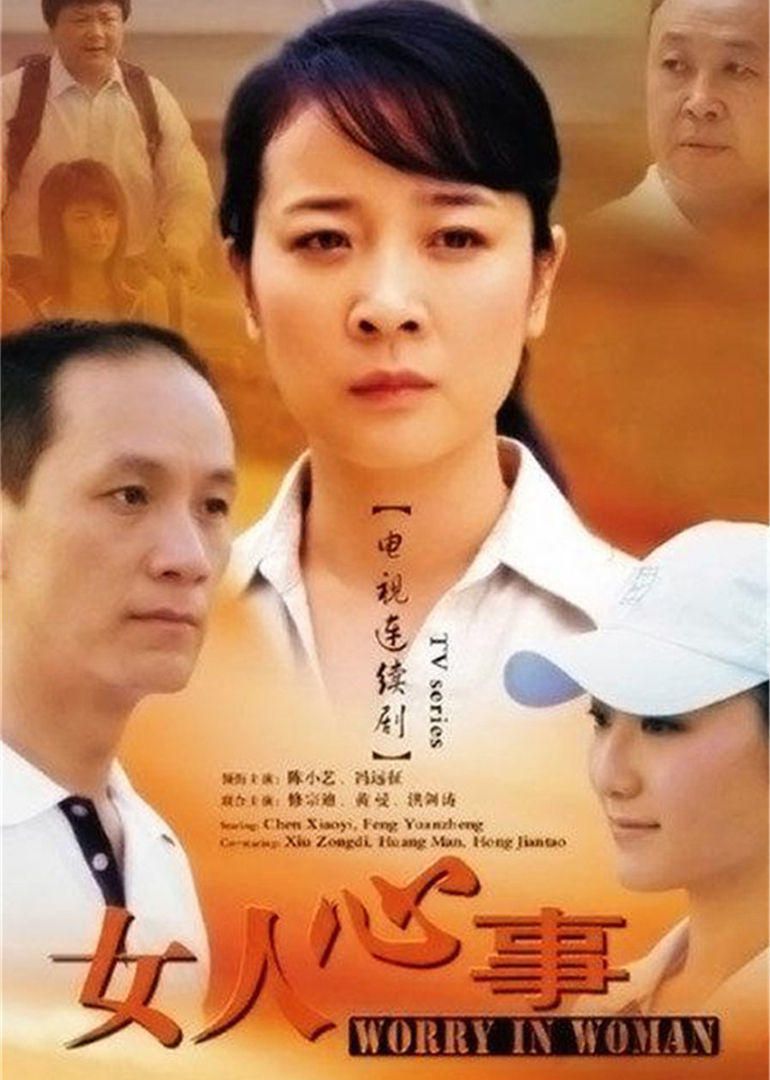 【电视连续剧】
TV series
领衔主演：陈小艺、冯远征
联合主演：修宗迪、黄曼、洪剑涛
Starring: Chen Xiaoyi, Feng Yuanzheng
Co-starring: Xiu Zongdi, Huang Man, Hong Jiantao
女人心事
WORRY IN WOMAN